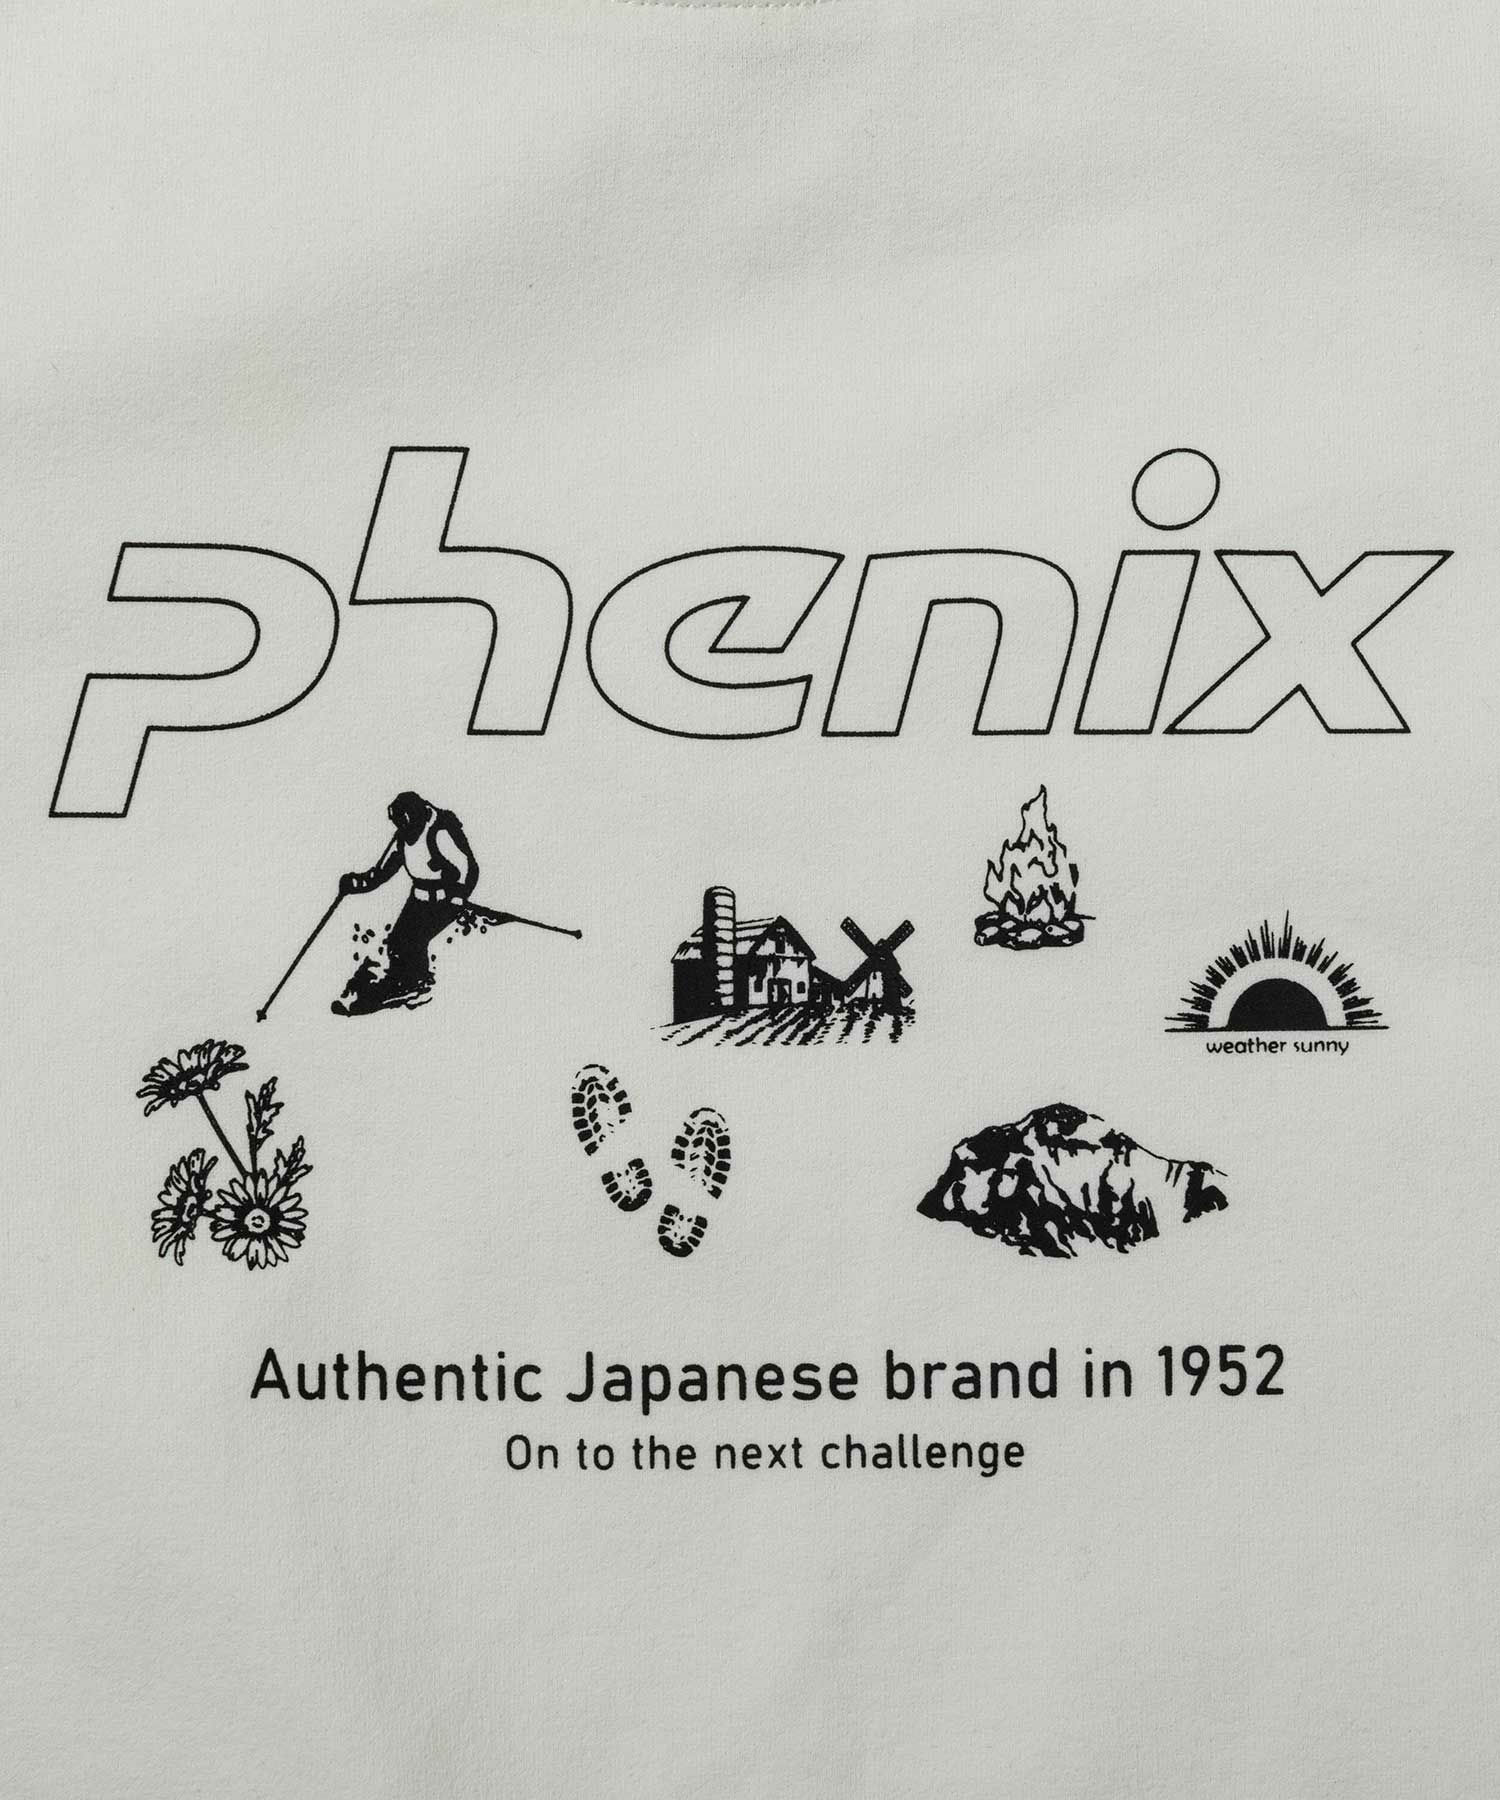 phenix
weather sunny
Authentic Japanese brand in 1952
On to the next challenge